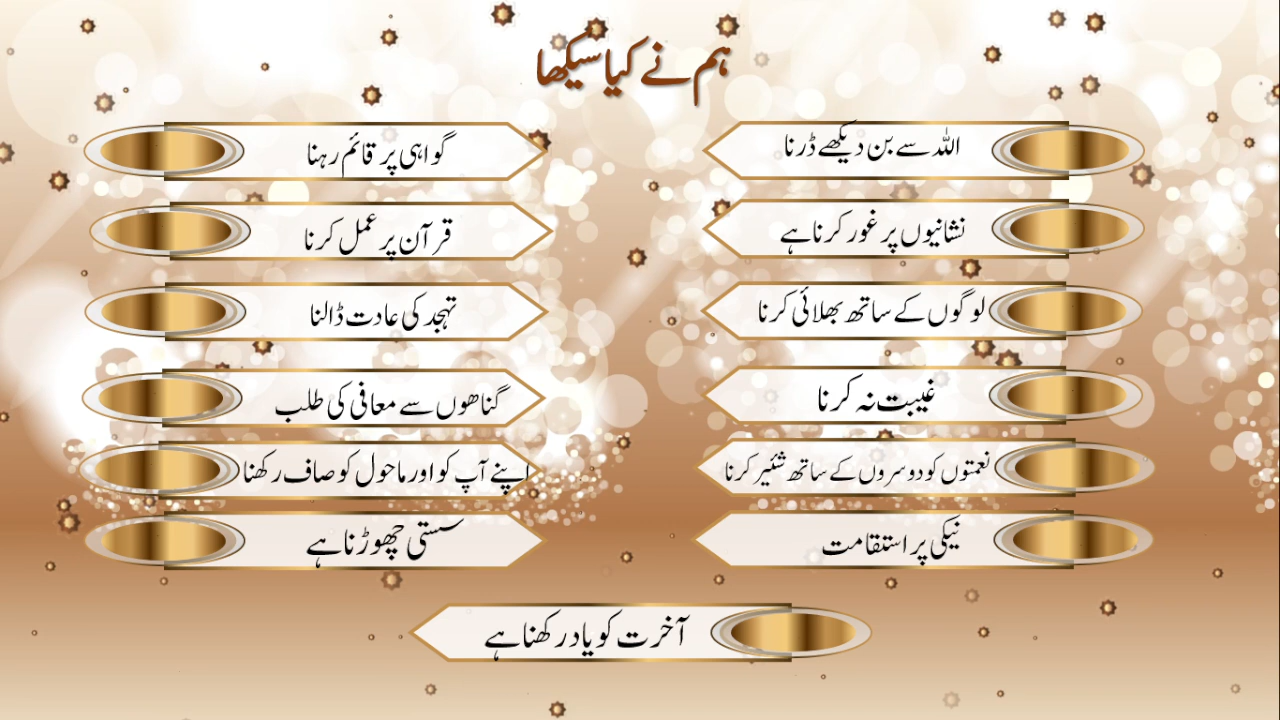 ہم نے کیا سیکھا
اللہ سے بن دیکھے ڈرنا
نشانیوں پر غور کرنا ہے
لوگوں کے ساتھ بھلائی کرنا
غیبت نہ کرنا
نعمتوں کو دوسروں کے ساتھ شئیر کرنا
نیکی پر استقامت
گواہی پر قائم رہنا
قرآن پر عمل کرنا
تہجد کی عادت ڈالنا
گناھوں سے معافی کی طلب
اپنے آپ کو اور ماحول کو صاف رکھنا
سستی چھوڑنا ہے
آخرت کو یاد رکھنا ہے